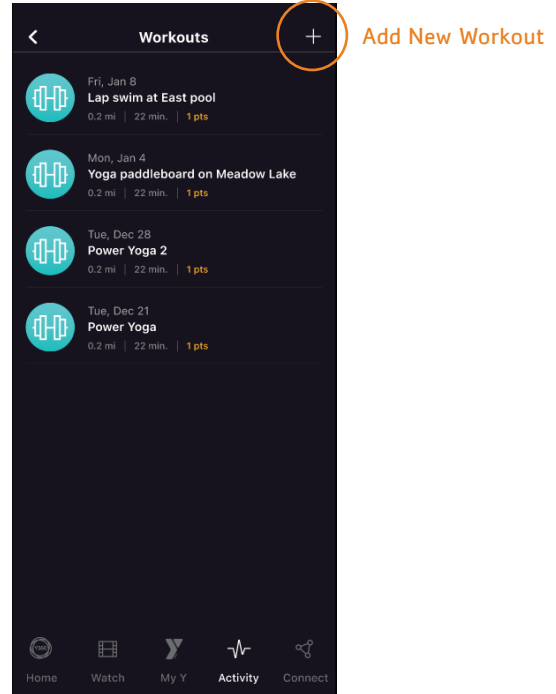 Workouts
Add New Workout
Fri, Jan 8
Lap swim at East pool
0.2 mi | 22 min. | 1 pts
Mon, Jan 4
Yoga paddleboard on Meadow Lake
0.2 mi | 22 min. | 1 pts
Tue, Dec 28
Power Yoga 2
0.2 mi | 22 min. | 1 pts
Tue, Dec 21
Power Yoga
0.2 mi | 22 min. | 1 pts
Home Watch My Y Activity Connect